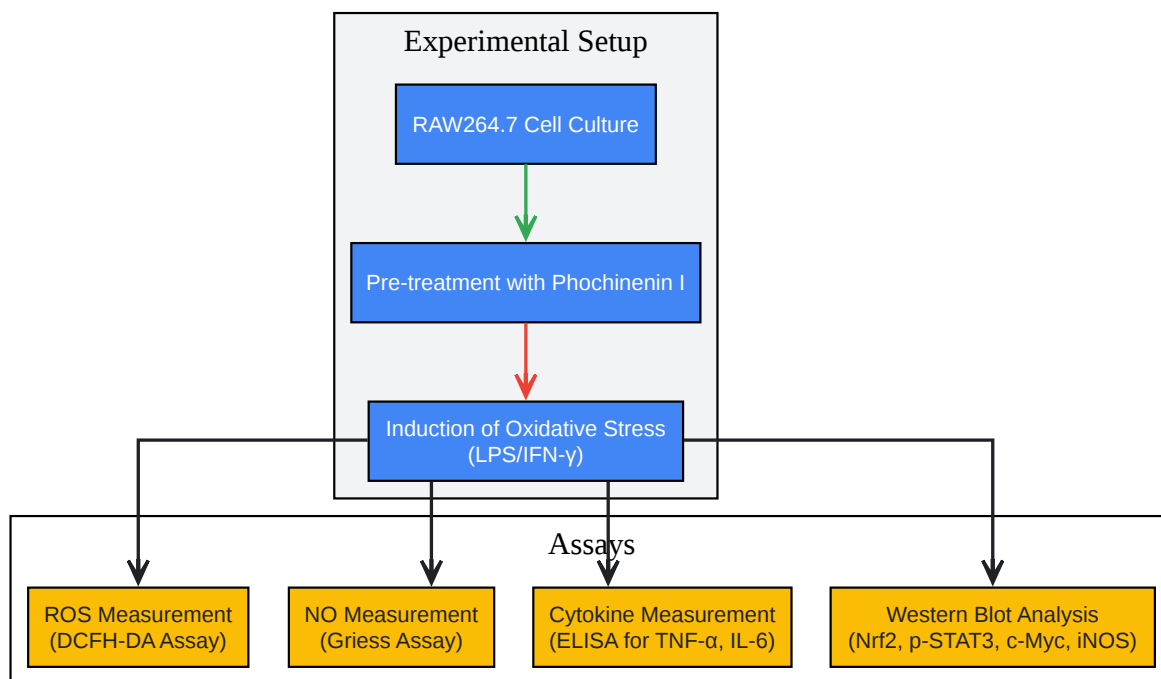 Experimental Setup
RAW264.7 Cell Culture
Pre-treatment with Phochinenin I
Induction of Oxidative Stress
(LPS/IFN-γ)
Assays
ROS Measurement
(DCFH-DA Assay)
NO Measurement
(Griess Assay)
Cytokine Measurement
(ELISA for TNF-α, IL-6)
Western Blot Analysis
(Nrf2, p-STAT3, c-Myc, iNOS)